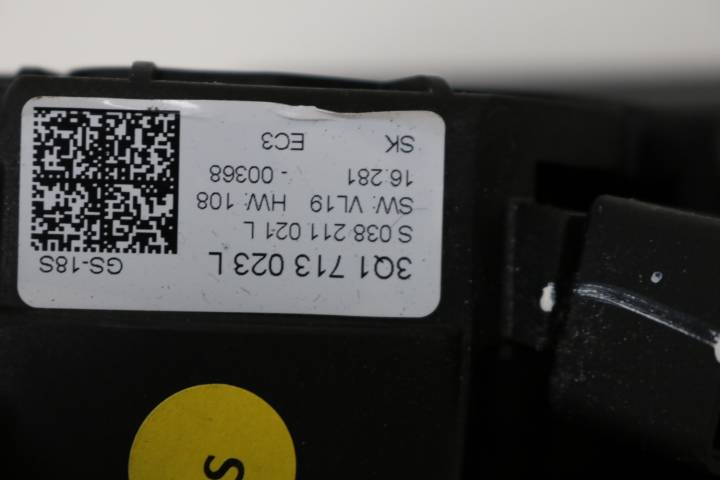 3Q1 713 023 L
GS-18S
S 038 211 021 L
SW: VL19 HW: 108
16.281 - 00368
SK EC3
S